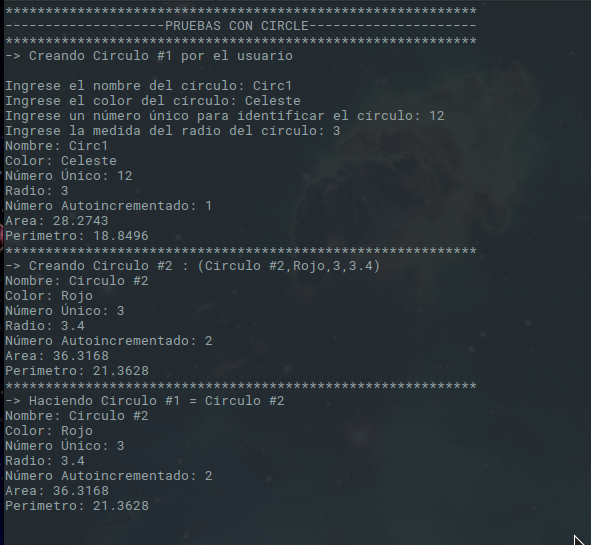 ***********************************************************
--------------------PRUEBAS CON CIRCLE---------------------
***********************************************************
-> Creando Circulo #1 por el usuario
Ingrese el nombre del círculo: Circ1
Ingrese el color del círculo: Celeste
Ingrese un número único para identificar el círculo: 12
Ingrese la medida del radio del círculo: 3
Nombre: Circ1
Color: Celeste
Número Único: 12
Radio: 3
Número Autoincrementado: 1
Area: 28.2743
Perimetro: 18.8496
***********************************************************
-> Creando Circulo #2 : (Circulo #2,Rojo,3,3.4)
Nombre: Circulo #2
Color: Rojo
Número Único: 3
Radio: 3.4
Número Autoincrementado: 2
Area: 36.3168
Perimetro: 21.3628
***********************************************************
-> Haciendo Circulo #1 = Circulo #2
Nombre: Circulo #2
Color: Rojo
Número Único: 3
Radio: 3.4
Número Autoincrementado: 2
Area: 36.3168
Perimetro: 21.3628